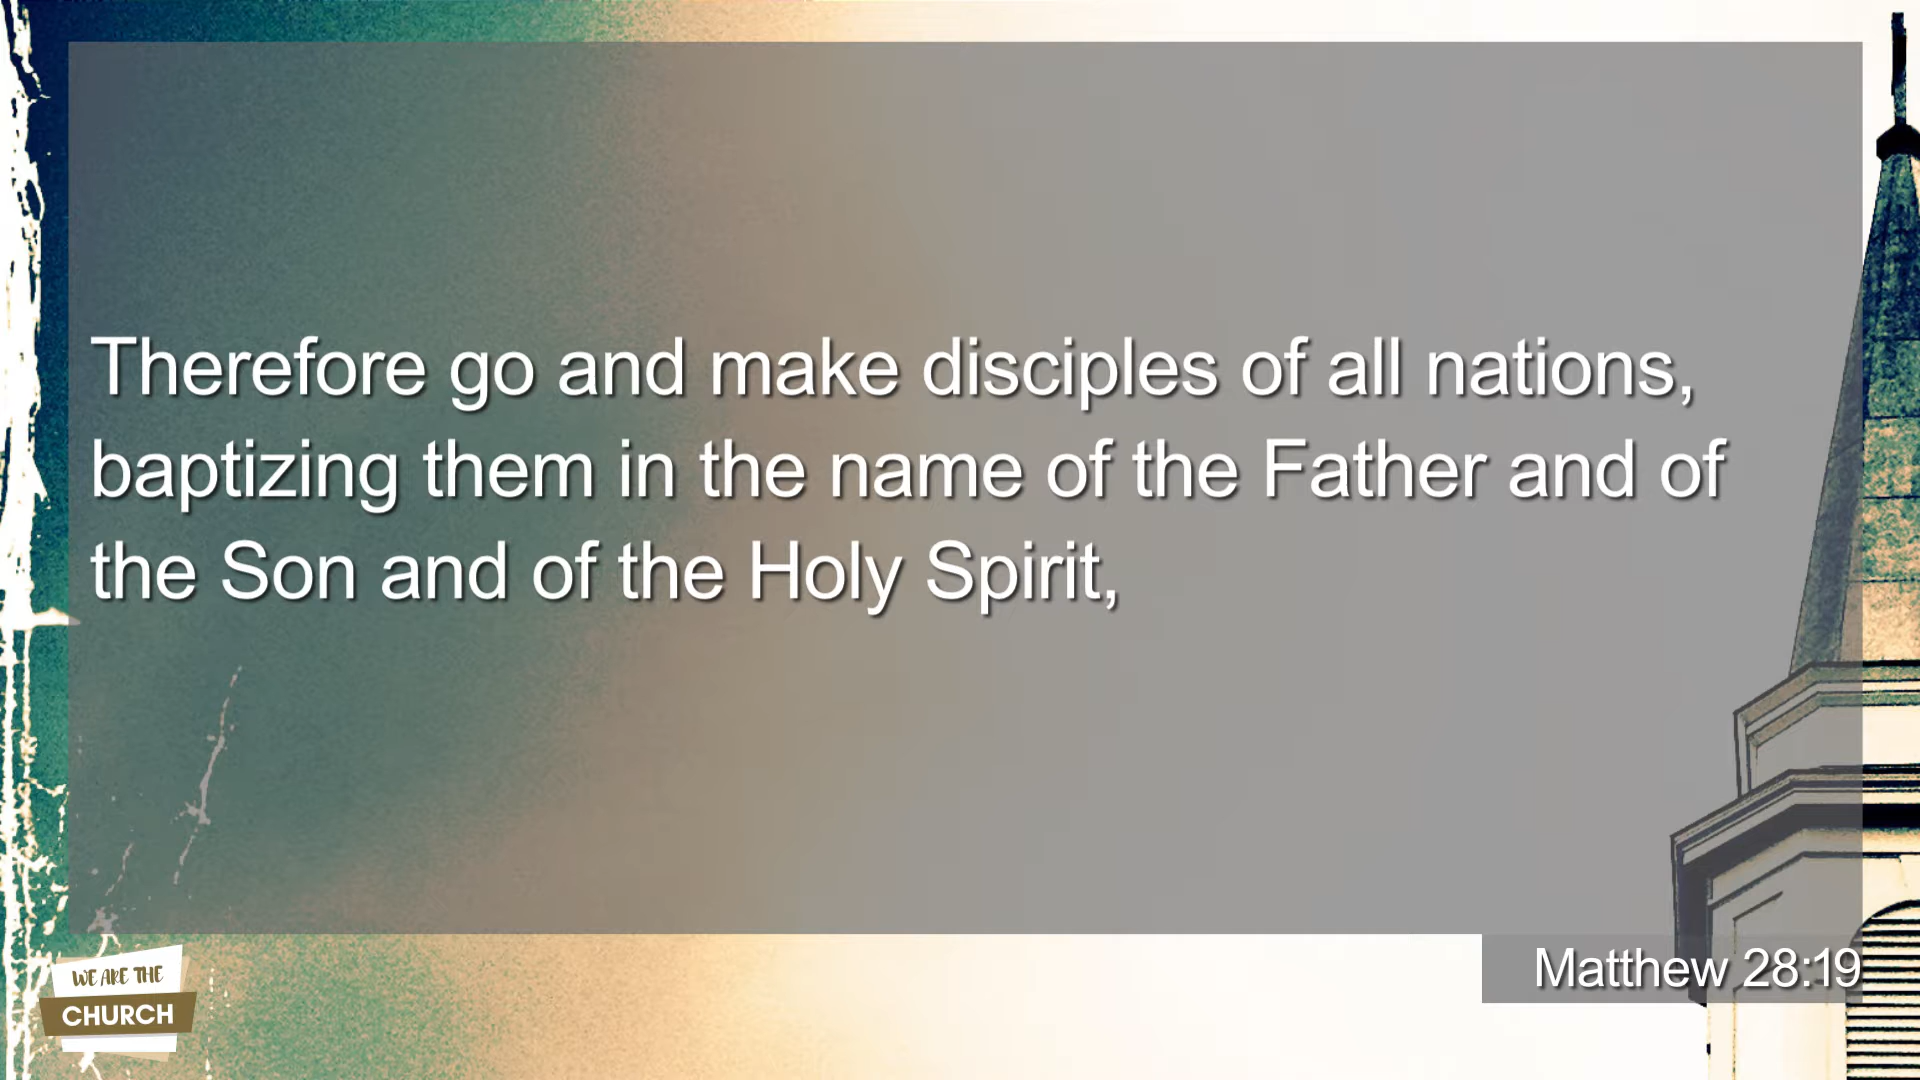 Therefore go and make disciples of all nations,
baptizing them in the name of the Father and of
the Son and of the Holy Spirit,
Matthew 28:19
WE ARE THE
CHURCH